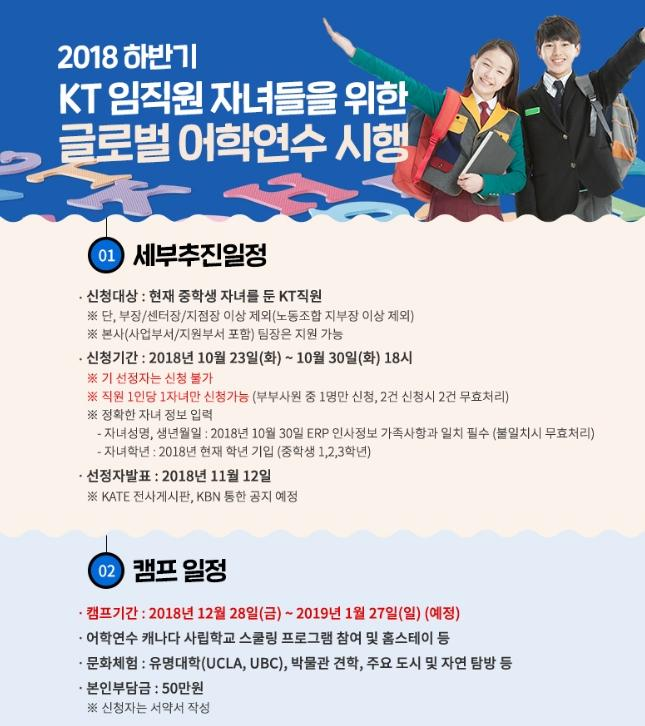 2018 하반기
KT 임직원 자녀들을 위한
글로벌 어학연수 시행
01 세부추진일정
· 신청대상 : 현재 중학생 자녀를 둔 KT직원
※ 단, 부장/센터장/지점장 이상 제외(노동조합 지부장 이상 제외)
※ 본사(사업부서/지원부서 포함) 팀장은 지원 가능
· 신청기간 : 2018년 10월 23일(화) ~ 10월 30일(화) 18시
※ 기 선정자는 신청 불가
※ 직원 1인당 1자녀만 신청가능 (부부사원 중 1명만 신청, 2건 신청시 2건 무효처리)
※ 정확한 자녀 정보 입력
- 자녀성명, 생년월일 : 2018년 10월 30일 ERP 인사정보 가족사항과 일치 필수 (불일치시 무효처리)
- 자녀학년 : 2018년 현재 학년 기입 (중학생 1,2,3학년)
· 선정자발표 : 2018년 11월 12일
※ KATE 전사게시판, KBN 통한 공지 예정
02 캠프 일정
· 캠프기간 : 2018년 12월 28일(금) ~ 2019년 1월 27일(일) (예정)
· 어학연수 캐나다 사립학교 스쿨링 프로그램 참여 및 홈스테이 등
· 문화체험 : 유명대학(UCLA, UBC), 박물관 견학, 주요 도시 및 자연 탐방 등
· 본인부담금 : 50만원
※ 신청자는 서약서 작성